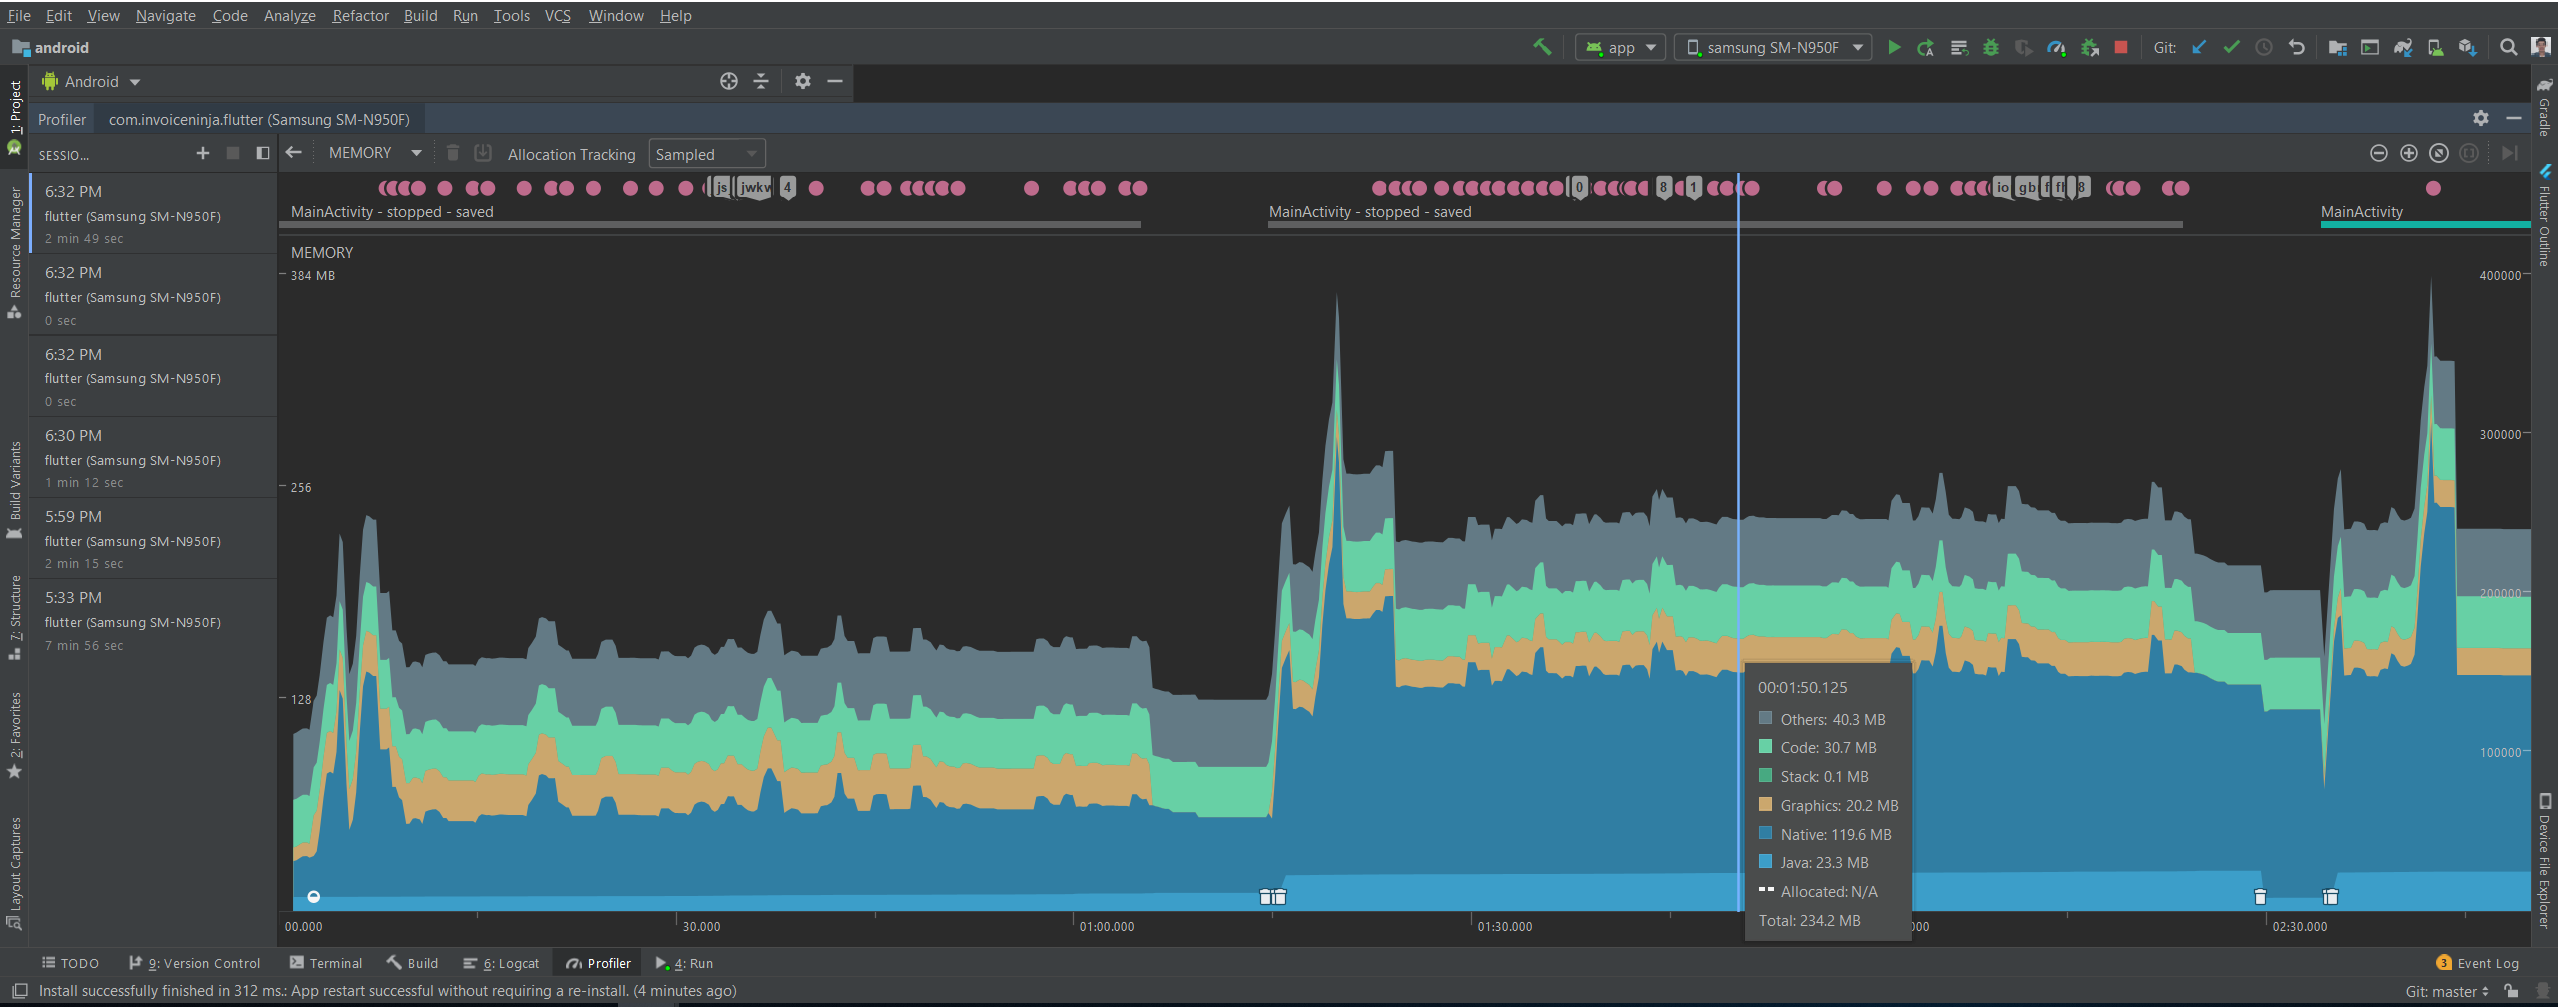 File Edit View Navigate Code Analyze Refactor Build Run Tools VCS Window Help
android
app
samsung SM-N950F
Git:
Android
Profiler
com.invoiceninja.flutter (Samsung SM-N950F)
SESSIO...
MEMORY
Allocation Tracking
Sampled
6:32 PM
flutter (Samsung SM-N950F)
2 min 49 sec
6:32 PM
flutter (Samsung SM-N950F)
0 sec
6:32 PM
flutter (Samsung SM-N950F)
0 sec
6:30 PM
flutter (Samsung SM-N950F)
1 min 12 sec
5:59 PM
flutter (Samsung SM-N950F)
2 min 15 sec
5:33 PM
flutter (Samsung SM-N950F)
7 min 56 sec
1: Project
Resource Manager
Build Variants
7: Structure
2: Favorites
Layout Captures
js jwkv 4 0 8 1 io gb 8
MainActivity - stopped - saved
MainActivity - stopped - saved
MainActivity
MEMORY
384 MB
256
128
400000
300000
200000
100000
00:01:50.125
Others: 40.3 MB
Code: 30.7 MB
Stack: 0.1 MB
Graphics: 20.2 MB
Native: 119.6 MB
Java: 23.3 MB
Allocated: N/A
Total: 234.2 MB
00.000 30.000 01:00.000 01:30.000 000 02:30.000
Gradle
Flutter Outline
Device File Explorer
TODO 9: Version Control Terminal Build 6: Logcat Profiler 4: Run
3 Event Log
Install successfully finished in 312 ms.: App restart successful without requiring a re-install. (4 minutes ago)
Git: master